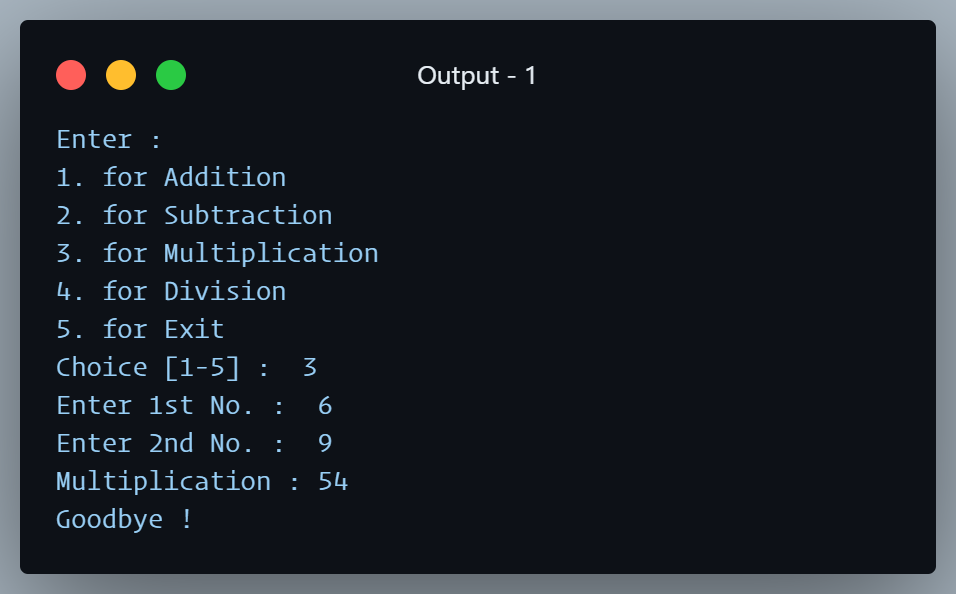 Output - 1
Enter :
1. for Addition
2. for Subtraction
3. for Multiplication
4. for Division
5. for Exit
Choice [1-5] :  3
Enter 1st No. :  6
Enter 2nd No. :  9
Multiplication : 54
Goodbye !